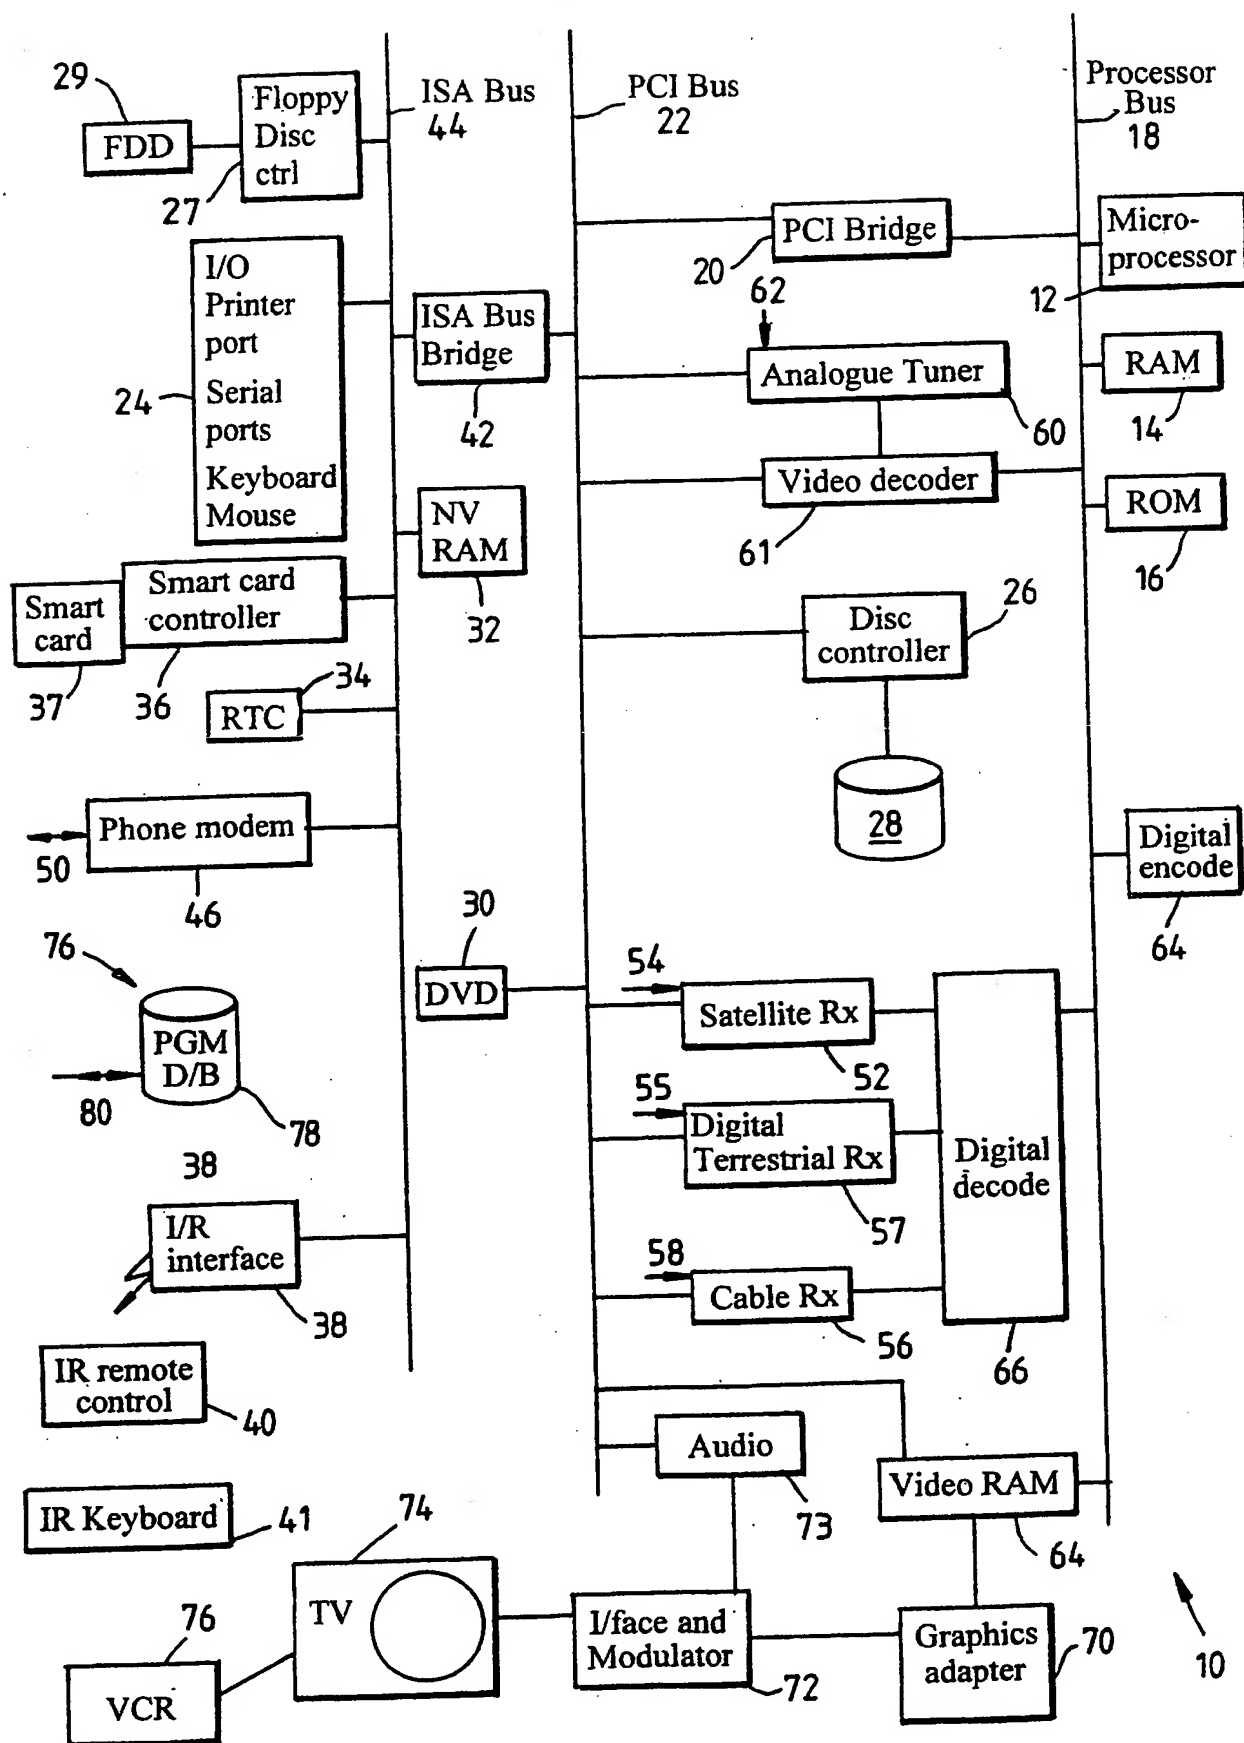 29
FDD
Floppy
Disc
ctrl
27
ISA Bus
44
PCI Bus
22
Processor
Bus
18
I/O
Printer
port
Serial
ports
Keyboard
Mouse
24
ISA Bus
Bridge
42
PCI Bridge
20
Micro-
processor
12
62
Analogue Tuner
60
RAM
14
Video decoder
61
ROM
16
NV
RAM
32
Smart
card
37
Smart card
controller
36
34
RTC
Disc
controller
26
28
Phone modem
50
46
Digital
encode
64
30
DVD
76
PGM
D/B
80
78
54
Satellite Rx
52
55
Digital
Terrestrial Rx
57
58
Cable Rx
56
Digital
decode
66
38
I/R
interface
38
IR remote
control
40
IR Keyboard
41
Audio
73
Video RAM
64
74
TV
76
VCR
I/face and
Modulator
72
Graphics
adapter
70
10